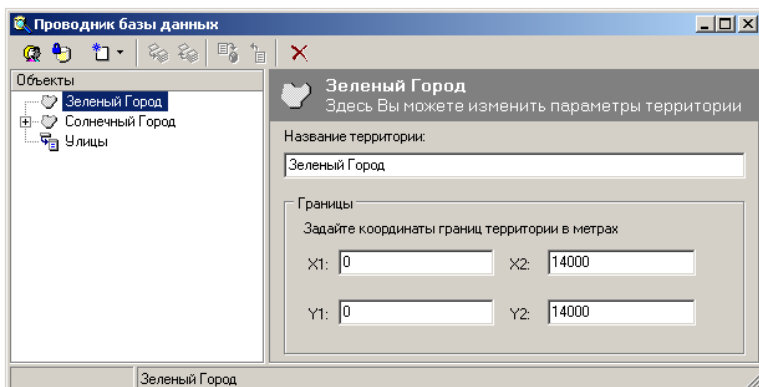 Проводник базы данных
Объекты
Зеленый Город
Солнечный Город
Улицы
Зеленый Город
Здесь Вы можете изменить параметры территории
Название территории:
Зеленый Город
Границы
Задайте координаты границ территории в метрах
X1: 0 X2: 14000
Y1: 0 Y2: 14000
Зеленый Город